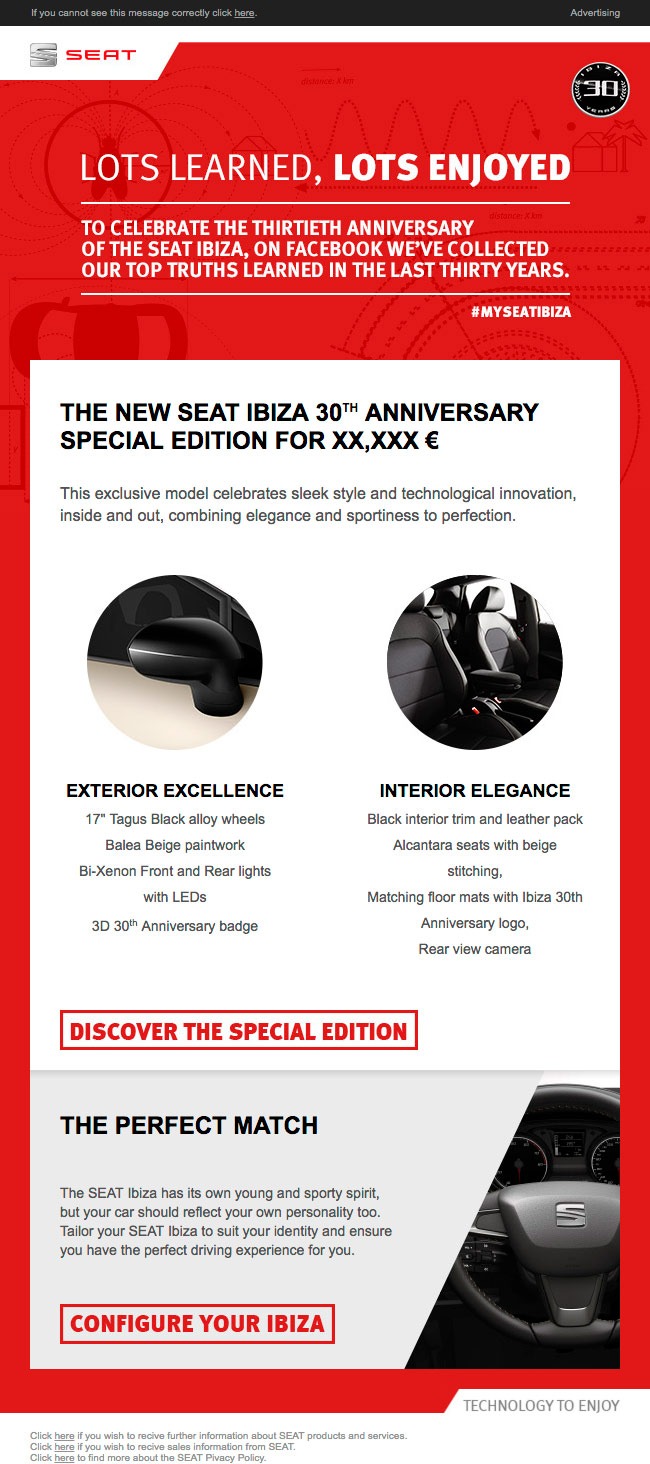 If you cannot see this message correctly click here.
Advertising
SEAT
IBIZA
30
YEARS
distance: X km
LOTS LEARNED, LOTS ENJOYED
distance: X km
TO CELEBRATE THE THIRTIETH ANNIVERSARY
OF THE SEAT IBIZA, ON FACEBOOK WE'VE COLLECTED
OUR TOP TRUTHS LEARNED IN THE LAST THIRTY YEARS.
#MYSEATIBIZA
THE NEW SEAT IBIZA 30TH ANNIVERSARY
SPECIAL EDITION FOR XX,XXX €
This exclusive model celebrates sleek style and technological innovation,
inside and out, combining elegance and sportiness to perfection.
EXTERIOR EXCELLENCE
17" Tagus Black alloy wheels
Balea Beige paintwork
Bi-Xenon Front and Rear lights
with LEDs
3D 30th Anniversary badge
INTERIOR ELEGANCE
Black interior trim and leather pack
Alcantara seats with beige
stitching,
Matching floor mats with Ibiza 30th
Anniversary logo,
Rear view camera
DISCOVER THE SPECIAL EDITION
THE PERFECT MATCH
The SEAT Ibiza has its own young and sporty spirit,
but your car should reflect your own personality too.
Tailor your SEAT Ibiza to suit your identity and ensure
you have the perfect driving experience for you.
CONFIGURE YOUR IBIZA
TECHNOLOGY TO ENJOY
Click here if you wish to recive further information about SEAT products and services.
Click here if you wish to recive sales information from SEAT.
Click here to find more about the SEAT Pivacy Policy.